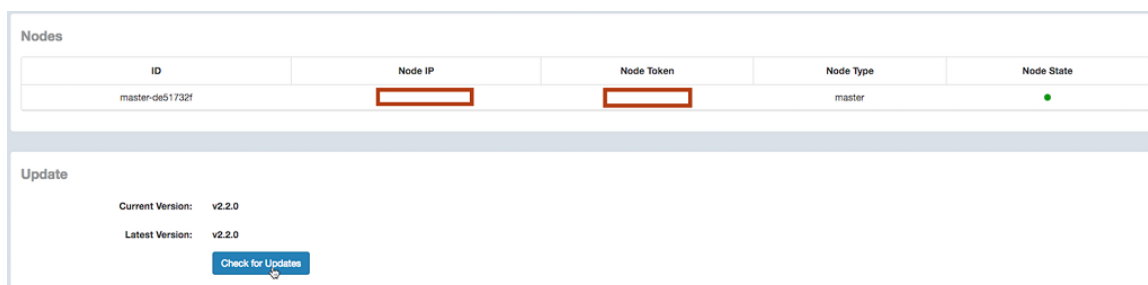 Nodes
ID Node IP Node Token Node Type Node State
master-de51732f master
Update
Current Version: v2.2.0
Latest Version: v2.2.0
Check for Updates